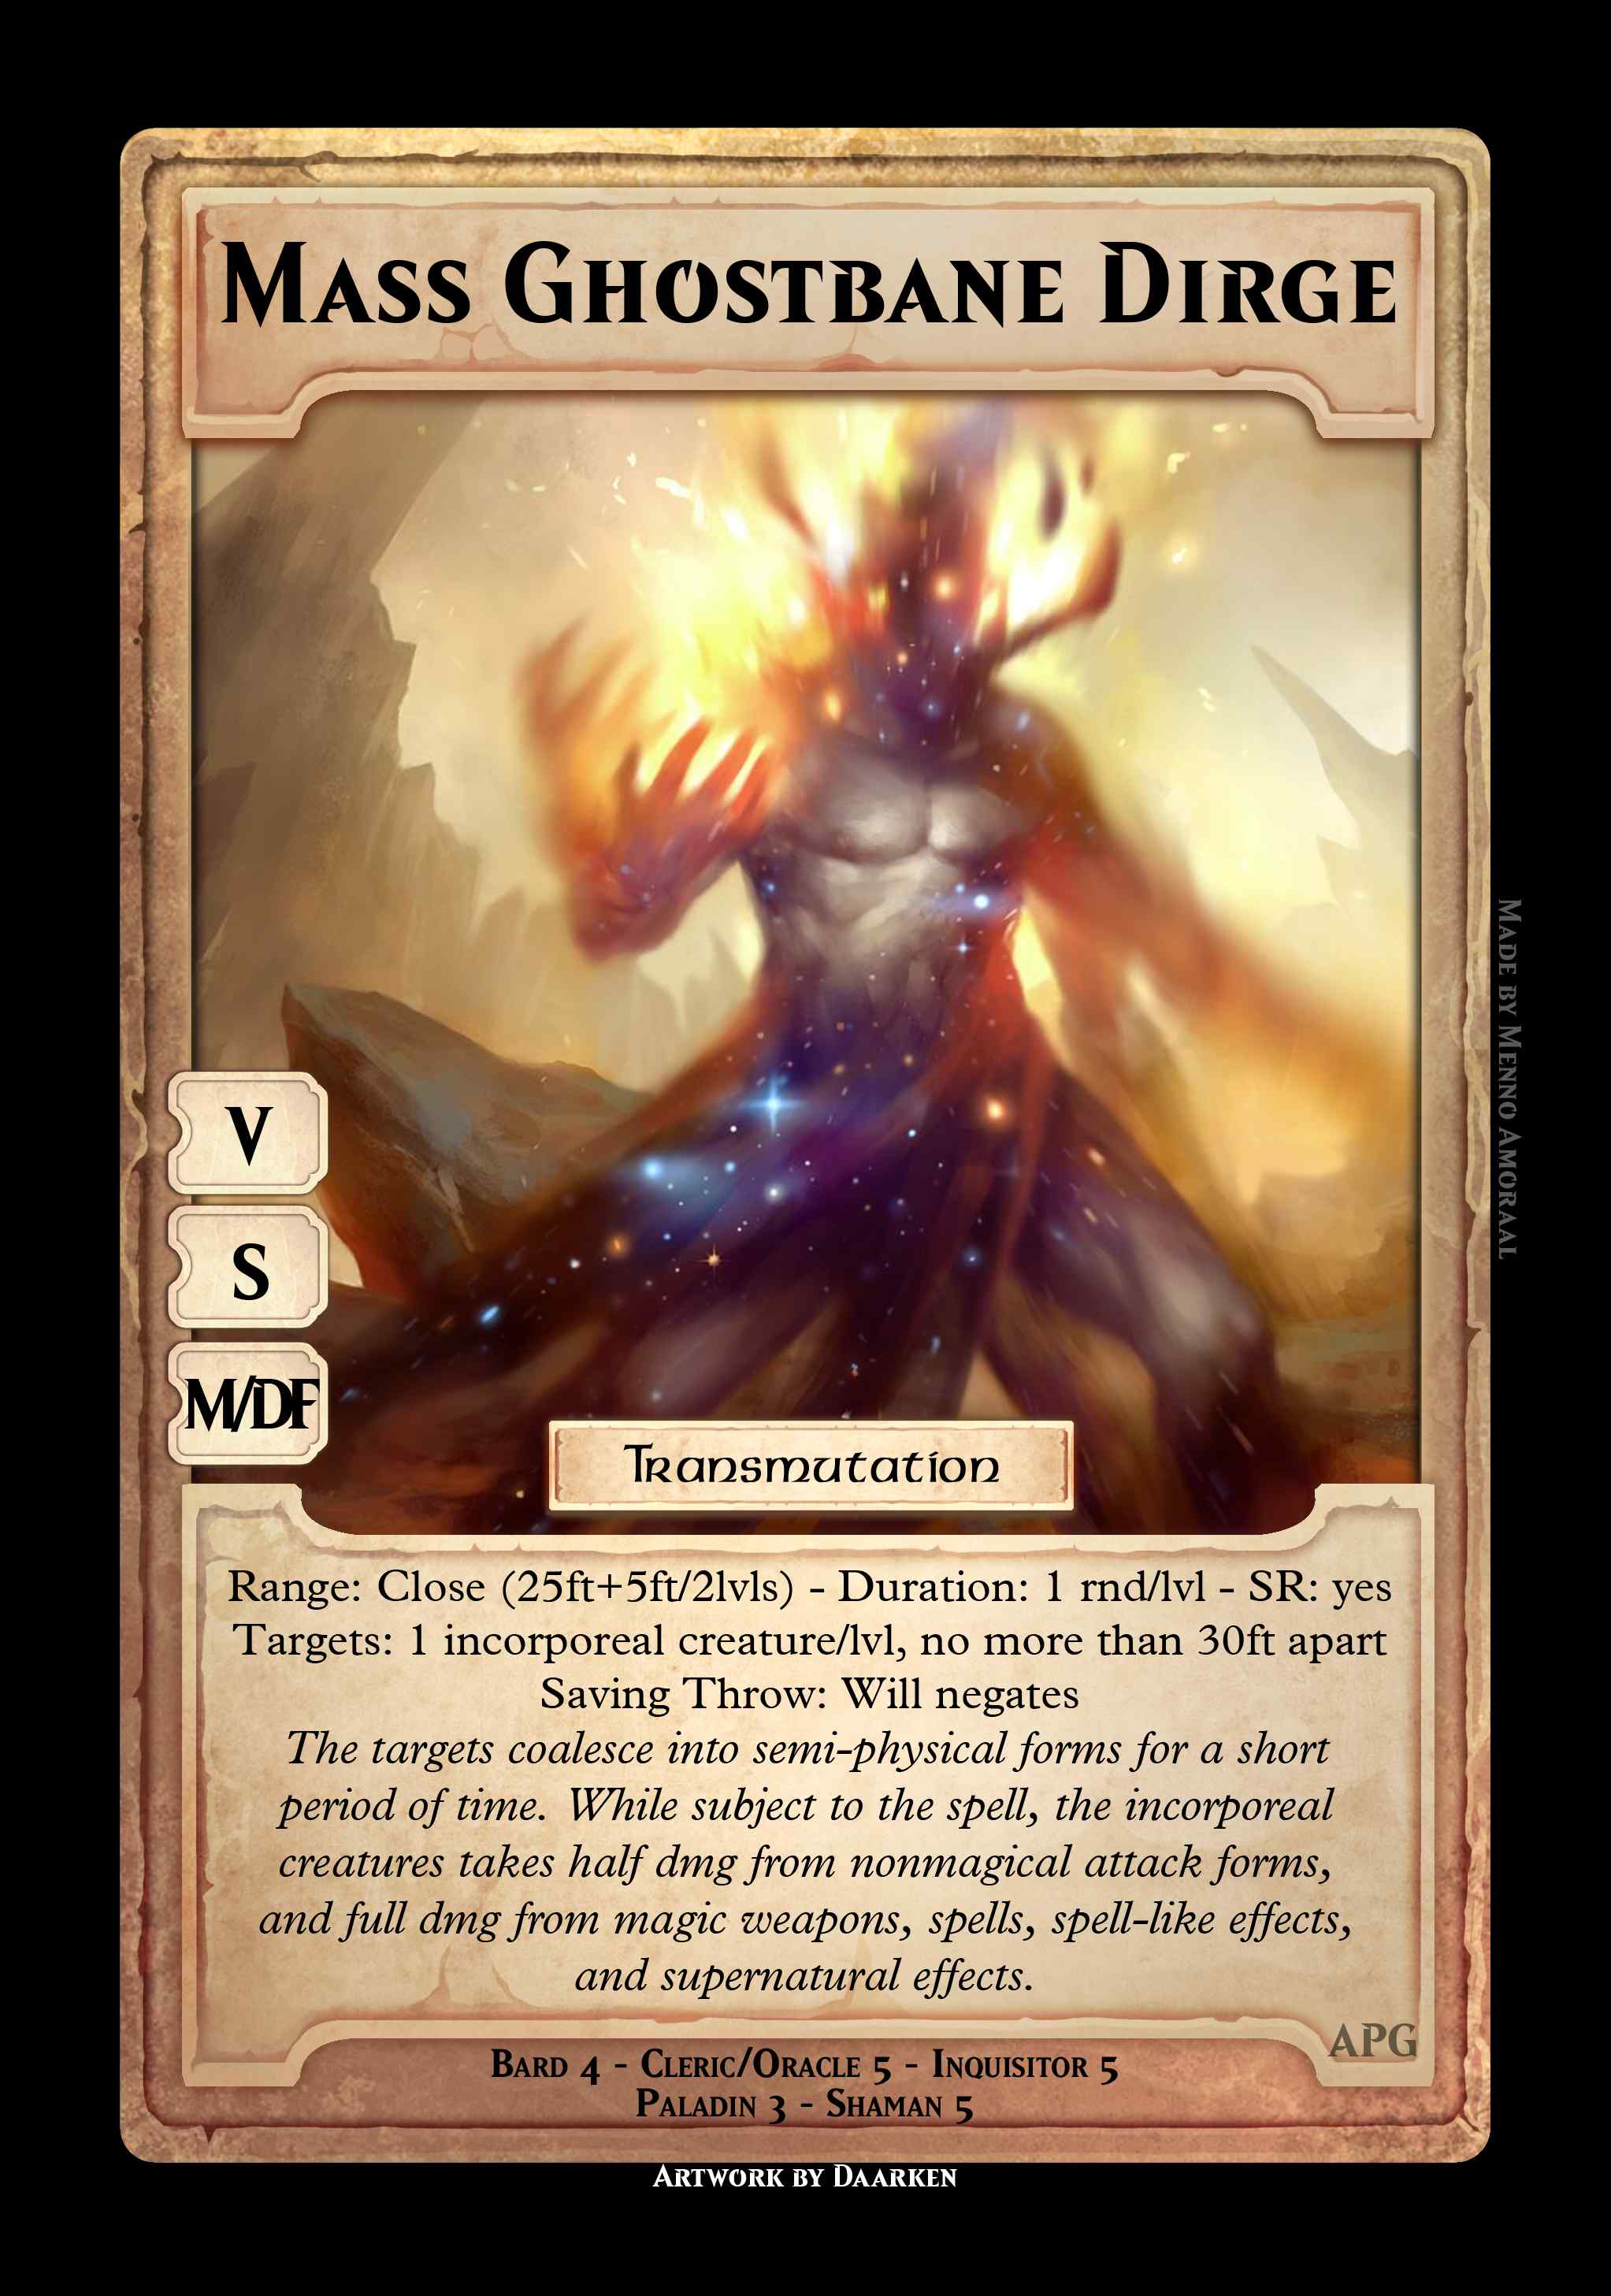 Mass Ghostbane Dirge
V
S
M/DF
Transmutation
Range: Close (25ft+5ft/2lvls) - Duration: 1 rnd/lvl - SR: yes
Targets: 1 incorporeal creature/lvl, no more than 30ft apart
Saving Throw: Will negates
The targets coalesce into semi-physical forms for a short
period of time. While subject to the spell, the incorporeal
creatures takes half dmg from nonmagical attack forms,
and full dmg from magic weapons, spells, spell-like effects,
and supernatural effects.
APG
Bard 4 - Cleric/Oracle 5 - Inquisitor 5
Paladin 3 - Shaman 5
Artwork by Daarken
Made by Menno Amoraal